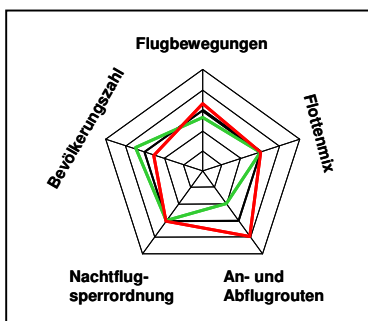 Flugbewegungen
Bevölkerungszahl
Flottenmix
Nachtflug-
sperrordnung
An- und
Abflugrouten